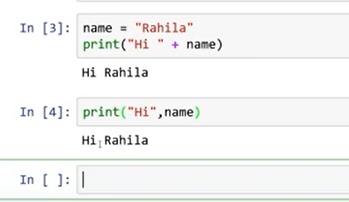 In [3]: name = "Rahila"
print("Hi " + name)
Hi Rahila
In [4]: print("Hi",name)
Hi Rahila
In [ ]: